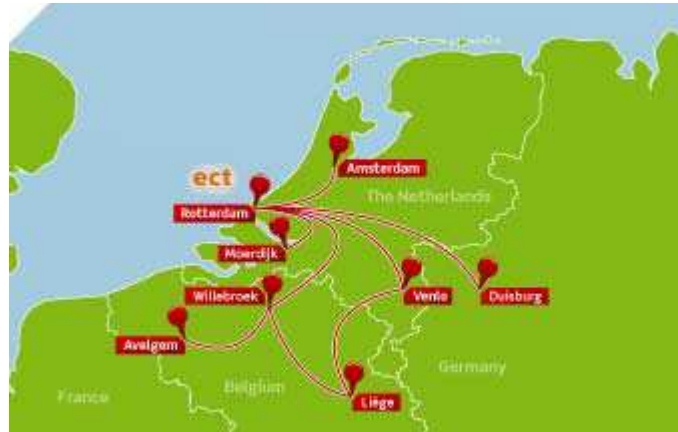 Amsterdam
ect
The Netherlands
Rotterdam
Moerdijk
Willebroek
Venlo
Duisburg
Avelgem
Germany
Belgium
France
Liège